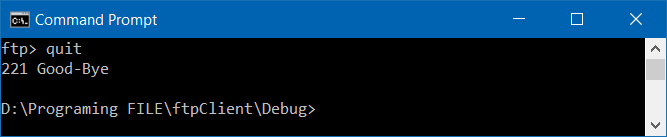 Command Prompt
ftp> quit
221 Good-Bye
D:\Programing FILE\ftpClient\Debug>